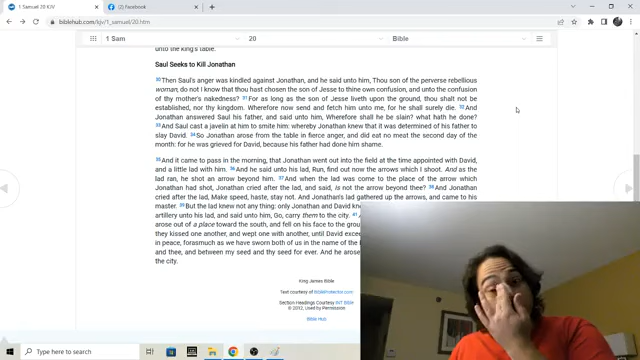 1 Samuel 20 KJV
Facebook
biblehub.com/kjv/1_samuel/20.htm
1 Sam
20
Bible
unto the king's table.
Saul Seeks to Kill Jonathan
30 Then Saul's anger was kindled against Jonathan, and he said unto him, Thou son of the perverse rebellious
woman, do not I know that thou hast chosen the son of Jesse to thine own confusion, and unto the confusion
of thy mother's nakedness? 31 For as long as the son of Jesse liveth upon the ground, thou shalt not be
established, nor thy kingdom. Wherefore now send and fetch him unto me, for he shall surely die. 32 And
Jonathan answered Saul his father, and said unto him, Wherefore shall he be slain? what hath he done?
33 And Saul cast a javelin at him to smite him: whereby Jonathan knew that it was determined of his father to
slay David. 34 So Jonathan arose from the table in fierce anger, and did eat no meat the second day of the
month: for he was grieved for David, because his father had done him shame.
35 And it came to pass in the morning, that Jonathan went out into the field at the time appointed with David,
and a little lad with him. 36 And he said unto his lad, Run, find out now the arrows which I shoot. And as the
lad ran, he shot an arrow beyond him. 37 And when the lad was come to the place of the arrow which
Jonathan had shot, Jonathan cried after the lad, and said, Is not the arrow beyond thee? 38 And Jonathan
cried after the lad, Make speed, haste, stay not. And Jonathan's lad gathered up the arrows, and came to his
master. 39 But the lad knew not any thing: only Jonathan and David kne
artillery unto his lad, and said unto him, Go, carry them to the city. 41
arose out of a place toward the south, and fell on his face to the groun
they kissed one another, and wept one with another, until David exceed
in peace, forasmuch as we have sworn both of us in the name of the
and thee, and between my seed and thy seed for ever. And he arose
the city.
King James Bible
Text courtesy of BibleProtector.com
Section Headings Courtesy INT Bible
© 2012, Used by Permission
Bible Hub
Type here to search